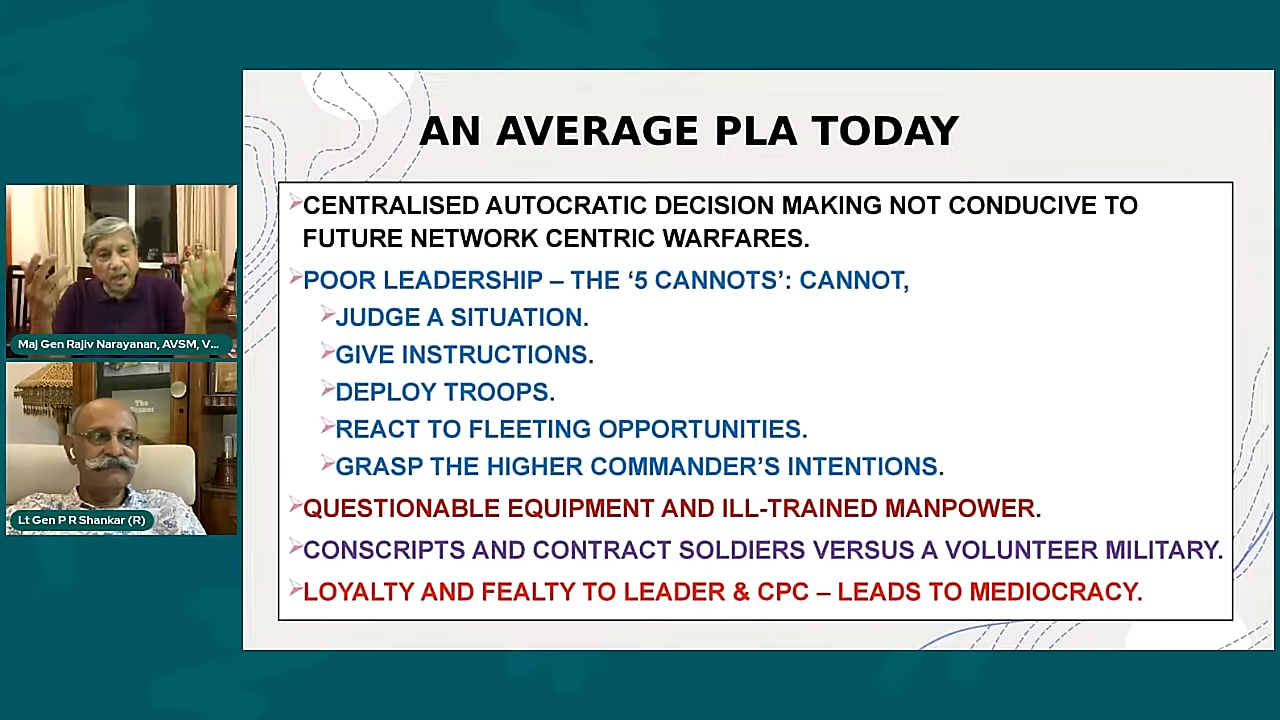 AN AVERAGE PLA TODAY
CENTRALISED AUTOCRATIC DECISION MAKING NOT CONDUCIVE TO
FUTURE NETWORK CENTRIC WARFARES.
POOR LEADERSHIP – THE ‘5 CANNOTS’: CANNOT,
JUDGE A SITUATION.
GIVE INSTRUCTIONS.
DEPLOY TROOPS.
REACT TO FLEETING OPPORTUNITIES.
GRASP THE HIGHER COMMANDER’S INTENTIONS.
QUESTIONABLE EQUIPMENT AND ILL-TRAINED MANPOWER.
CONSCRIPTS AND CONTRACT SOLDIERS VERSUS A VOLUNTEER MILITARY.
LOYALTY AND FEALTY TO LEADER & CPC – LEADS TO MEDIOCRACY.
Maj Gen Rajiv Narayanan, AVSM, V...
The
Lt Gen P R Shankar (R)